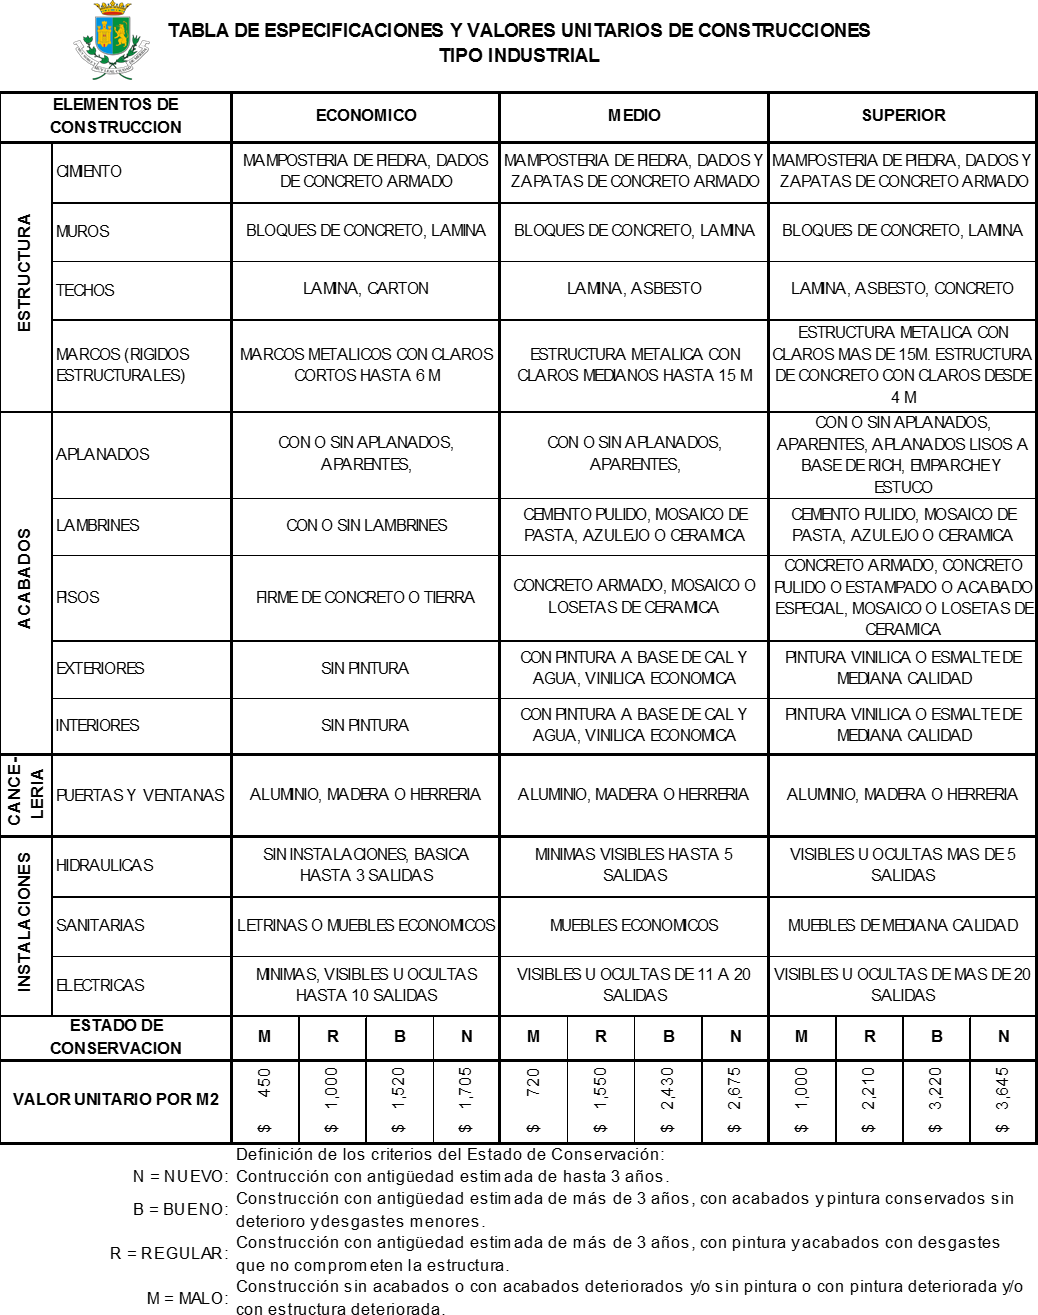 TABLA DE ESPECIFICACIONES Y VALORES UNITARIOS DE CONSTRUCCIONES
TIPO INDUSTRIAL
ELEMENTOS DE
CONSTRUCCION
ECONOMICO
MEDIO
SUPERIOR
ESTRUCTURA
CIMIENTO
MAMPOSTERIA DE PIEDRA, DADOS
DE CONCRETO ARMADO
MAMPOSTERIA DE PIEDRA, DADOS Y
ZAPATAS DE CONCRETO ARMADO
MAMPOSTERIA DE PIEDRA, DADOS Y
ZAPATAS DE CONCRETO ARMADO
MUROS
BLOQUES DE CONCRETO, LAMINA
BLOQUES DE CONCRETO, LAMINA
BLOQUES DE CONCRETO, LAMINA
TECHOS
LAMINA, CARTON
LAMINA, ASBESTO
LAMINA, ASBESTO, CONCRETO
MARCOS (RIGIDOS
ESTRUCTURALES)
MARCOS METALICOS CON CLAROS
CORTOS HASTA 6 M
ESTRUCTURA METALICA CON
CLAROS MEDIANOS HASTA 15 M
ESTRUCTURA METALICA CON
CLAROS MAS DE 15M. ESTRUCTURA
DE CONCRETO CON CLAROS DESDE
4 M
ACABADOS
APLANADOS
CON O SIN APLANADOS,
APARENTES,
CON O SIN APLANADOS,
APARENTES,
CON O SIN APLANADOS,
APARENTES, APLANADOS LISOS A
BASE DE RICH, EMPARCHE Y
ESTUCO
LAMBRINES
CON O SIN LAMBRINES
CEMENTO PULIDO, MOSAICO DE
PASTA, AZULEJO O CERAMICA
CEMENTO PULIDO, MOSAICO DE
PASTA, AZULEJO O CERAMICA
PISOS
FIRME DE CONCRETO O TIERRA
CONCRETO ARMADO, MOSAICO O
LOSETAS DE CERAMICA
CONCRETO ARMADO, CONCRETO
PULIDO O ESTAMPADO O ACABADO
ESPECIAL, MOSAICO O LOSETAS DE
CERAMICA
EXTERIORES
SIN PINTURA
CON PINTURA A BASE DE CAL Y
AGUA, VINILICA ECONOMICA
PINTURA VINILICA O ESMALTE DE
MEDIANA CALIDAD
INTERIORES
SIN PINTURA
CON PINTURA A BASE DE CAL Y
AGUA, VINILICA ECONOMICA
PINTURA VINILICA O ESMALTE DE
MEDIANA CALIDAD
CANCE-
LERIA
PUERTAS Y VENTANAS
ALUMINIO, MADERA O HERRERIA
ALUMINIO, MADERA O HERRERIA
ALUMINIO, MADERA O HERRERIA
INSTALACIONES
HIDRAULICAS
SIN INSTALACIONES, BASICA
HASTA 3 SALIDAS
MINIMAS VISIBLES HASTA 5
SALIDAS
VISIBLES U OCULTAS MAS DE 5
SALIDAS
SANITARIAS
LETRINAS O MUEBLES ECONOMICOS
MUEBLES ECONOMICOS
MUEBLES DE MEDIANA CALIDAD
ELECTRICAS
MINIMAS, VISIBLES U OCULTAS
HASTA 10 SALIDAS
VISIBLES U OCULTAS DE 11 A 20
SALIDAS
VISIBLES U OCULTAS DE MAS DE 20
SALIDAS
ESTADO DE
CONSERVACION
M R B N M R B N M R B N
VALOR UNITARIO POR M2
$ 450
$ 1,000
$ 1,520
$ 1,705
$ 720
$ 1,550
$ 2,430
$ 2,675
$ 1,000
$ 2,210
$ 3,220
$ 3,645
Definición de los criterios del Estado de Conservación:
N = NUEVO: Contrucción con antigüedad estimada de hasta 3 años.
B = BUENO: Construcción con antigüedad estimada de más de 3 años, con acabados y pintura conservados sin
deterioro y desgastes menores.
R = REGULAR: Construcción con antigüedad estimada de más de 3 años, con pintura y acabados con desgastes
que no comprometen la estructura.
M = MALO: Construcción sin acabados o con acabados deteriorados y/o sin pintura o con pintura deteriorada y/o
con estructura deteriorada.